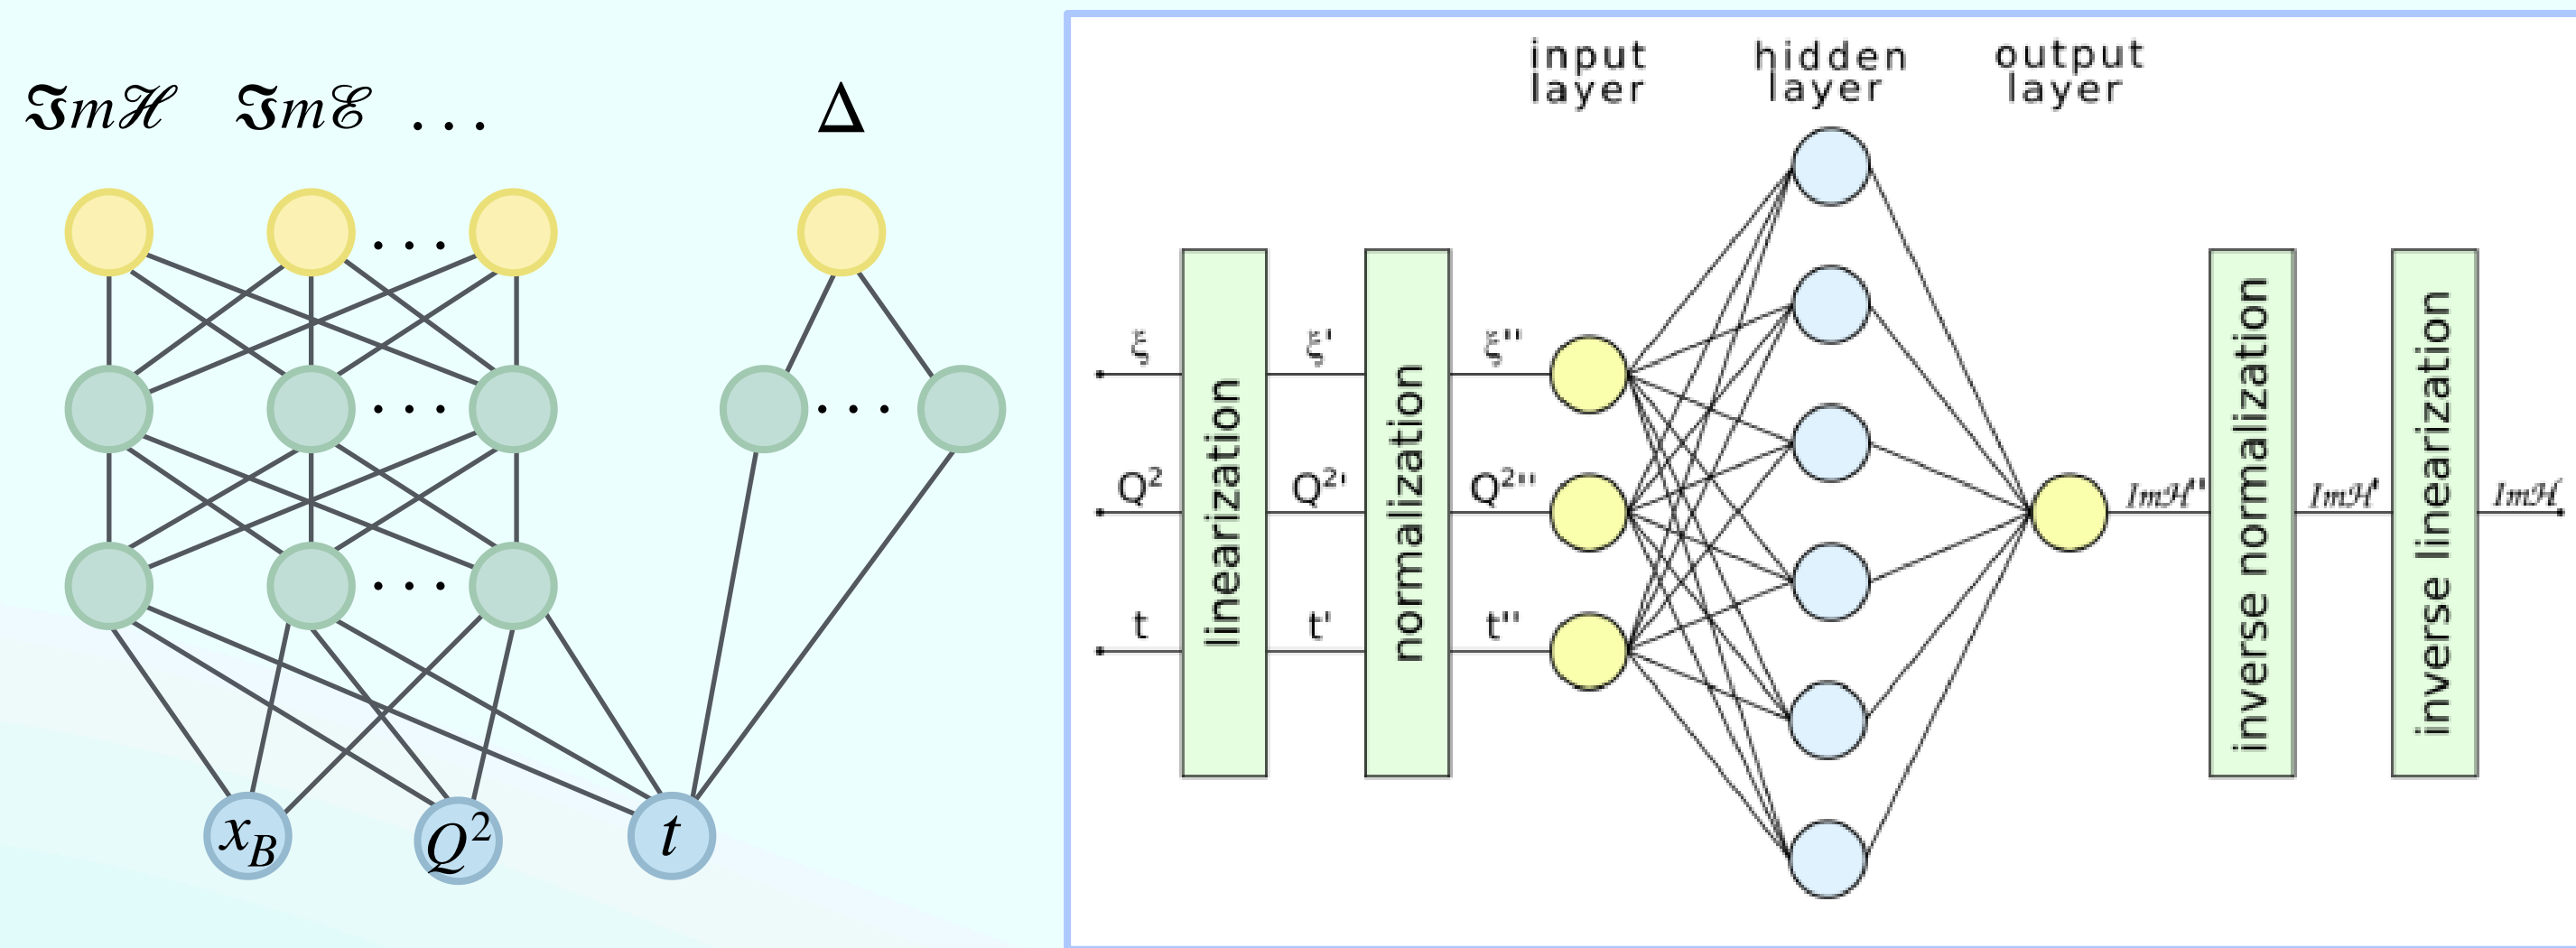 ℑmℋ ℑmℰ ...
Δ
...
...
...
...
x_B
Q²
t
input layer
hidden layer
output layer
ξ
ξ'
ξ''
Q²
Q²'
Q²''
t
t'
t''
linearization
normalization
Imℋ''
inverse normalization
Imℋ'
inverse linearization
Imℋ